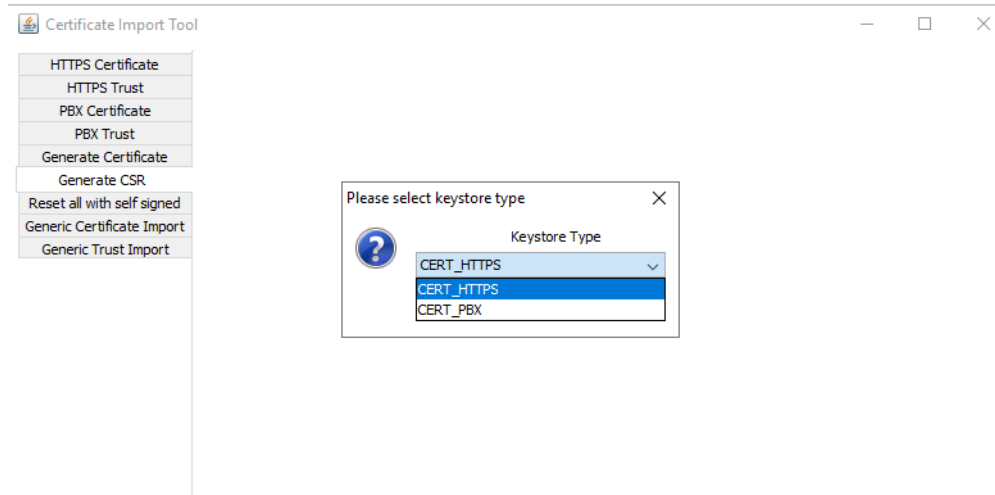 Certificate Import Tool
HTTPS Certificate
HTTPS Trust
PBX Certificate
PBX Trust
Generate Certificate
Generate CSR
Reset all with self signed
Generic Certificate Import
Generic Trust Import
Please select keystore type
Keystore Type
CERT_HTTPS
CERT_HTTPS
CERT_PBX